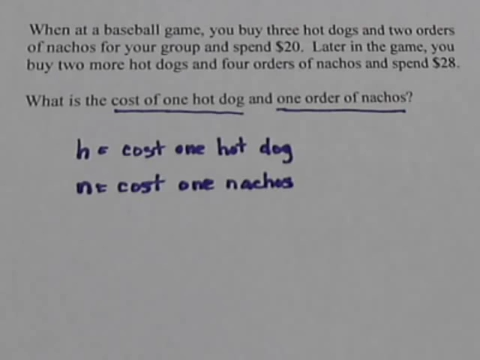 When at a baseball game, you buy three hot dogs and two orders
of nachos for your group and spend $20. Later in the game, you
buy two more hot dogs and four orders of nachos and spend $28.
What is the cost of one hot dog and one order of nachos?
h = cost one hot dog
n = cost one nachos